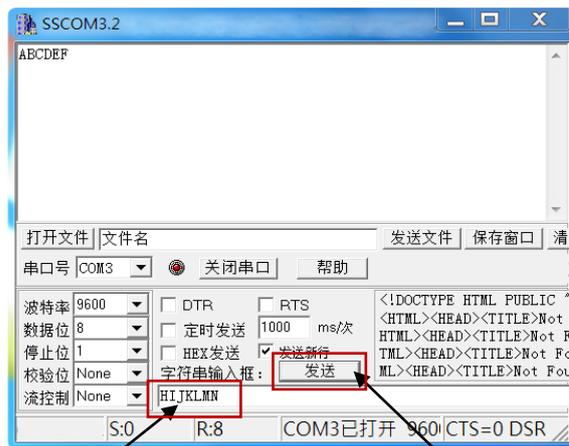 SSCOM3.2
ABCDEF
打开文件 文件名 发送文件 保存窗口 清
串口号 COM3 关闭串口 帮助
波特率 9600 DTR RTS
数据位 8 定时发送 1000 ms/次
停止位 1 HEX发送 发送新行
校验位 None 字符串输入框： 发送
流控制 None HIJKLMN
<!DOCTYPE HTML PUBLIC "
<HTML><HEAD><TITLE>Not
HTML><HEAD><TITLE>Not F
TML><HEAD><TITLE>Not Fo
ML><HEAD><TITLE>Not Fou
S:0 R:8 COM3已打开 960 CTS=0 DSR